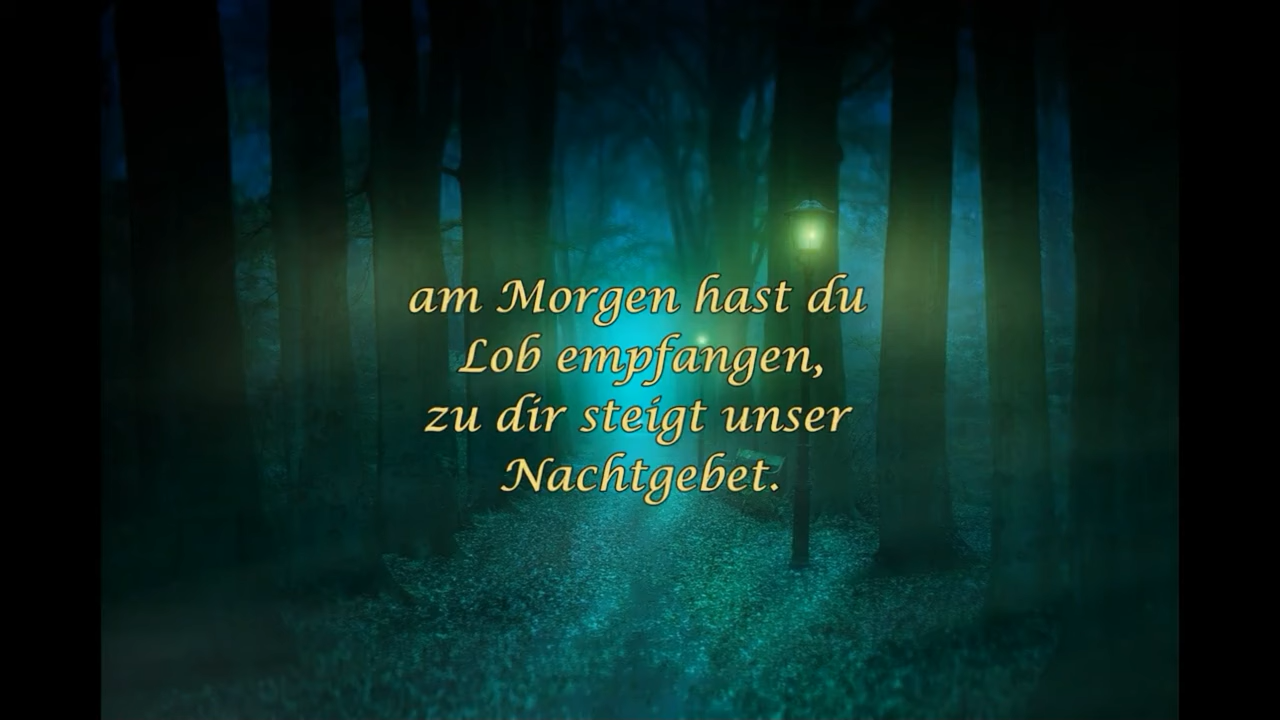 am Morgen hast du
Lob empfangen,
zu dir steigt unser
Nachtgebet.